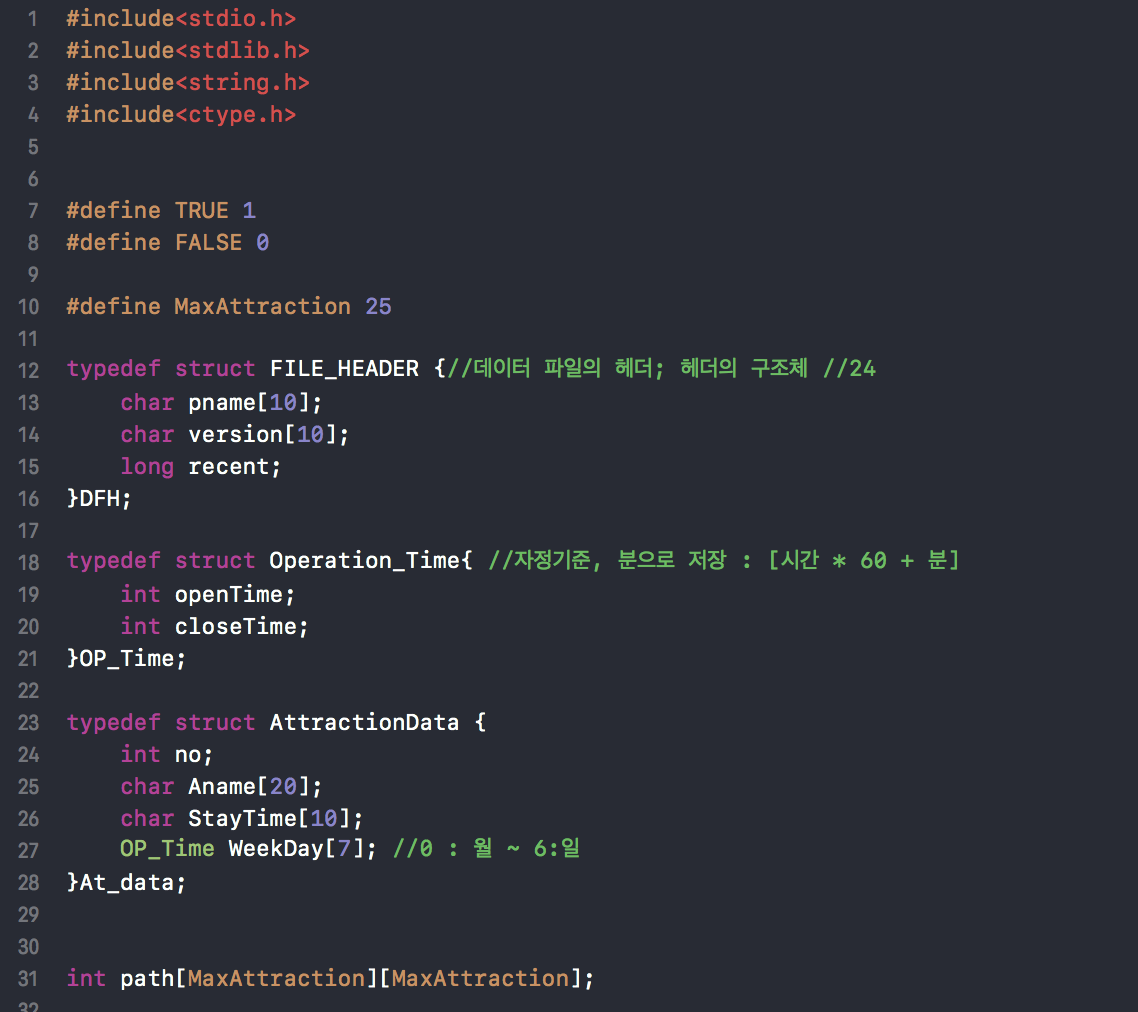 1 #include<stdio.h>
2 #include<stdlib.h>
3 #include<string.h>
4 #include<ctype.h>
5
6
7 #define TRUE 1
8 #define FALSE 0
9
10 #define MaxAttraction 25
11
12 typedef struct FILE_HEADER {//데이터 파일의 헤더; 헤더의 구조체 //24
13     char pname[10];
14     char version[10];
15     long recent;
16 }DFH;
17
18 typedef struct Operation_Time{ //자정기준, 분으로 저장 : [시간 * 60 + 분]
19     int openTime;
20     int closeTime;
21 }OP_Time;
22
23 typedef struct AttractionData {
24     int no;
25     char Aname[20];
26     char StayTime[10];
27     OP_Time WeekDay[7]; //0 : 월 ~ 6:일
28 }At_data;
29
30
31 int path[MaxAttraction][MaxAttraction];
32